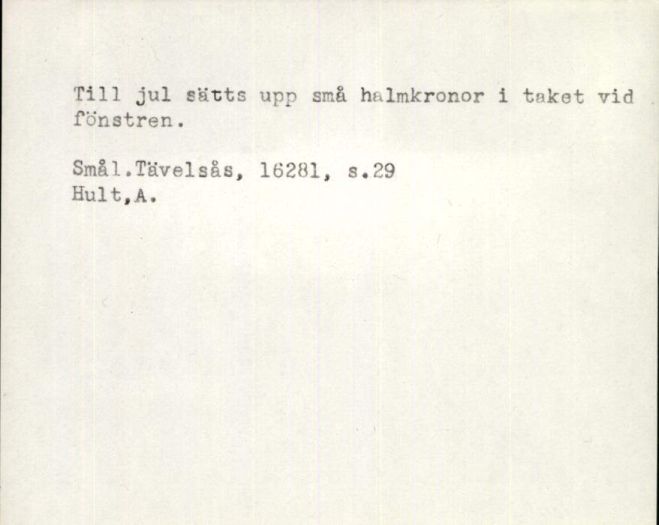 Till jul sätts upp små halmkronor i taket vid
fönstren.
Smål.Tävelsås, 16281, s.29
Hult,A.